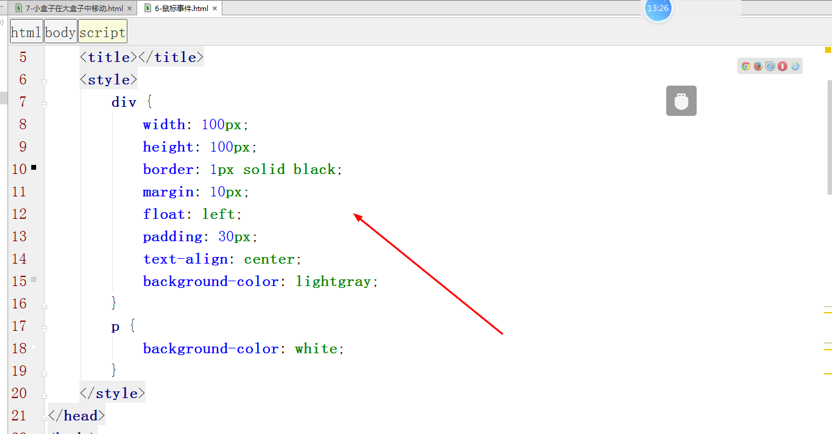 7-小盒子在大盒子中移动.html × 6-鼠标事件.html ×
13:26
html body script
5 <title></title>
6 <style>
7 div {
8 width: 100px;
9 height: 100px;
10 border: 1px solid black;
11 margin: 10px;
12 float: left;
13 padding: 30px;
14 text-align: center;
15 background-color: lightgray;
16 }
17 p {
18 background-color: white;
19 }
20 </style>
21 </head>